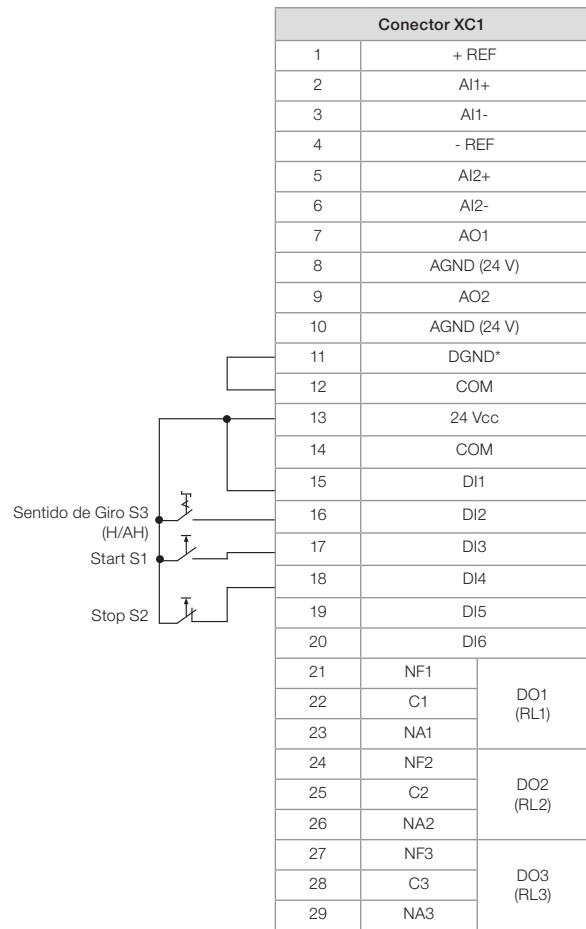 Conector XC1
1 + REF
2 AI1+
3 AI1-
4 - REF
5 AI2+
6 AI2-
7 AO1
8 AGND (24 V)
9 AO2
10 AGND (24 V)
11 DGND*
12 COM
13 24 Vcc
14 COM
15 DI1
Sentido de Giro S3
(H/AH)
16 DI2
Start S1
17 DI3
18 DI4
Stop S2
19 DI5
20 DI6
21 NF1
22 C1
23 NA1
DO1
(RL1)
24 NF2
25 C2
26 NA2
DO2
(RL2)
27 NF3
28 C3
29 NA3
DO3
(RL3)